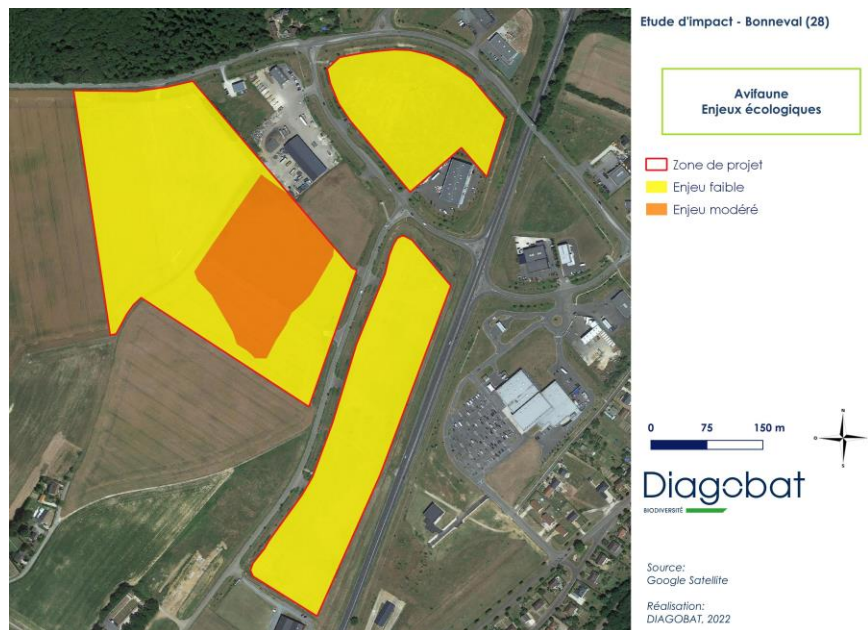 Etude d'impact - Bonneval (28)
Avifaune
Enjeux écologiques
Zone de projet
Enjeu faible
Enjeu modéré
0 75 150 m
N
O E
S
Diagobat
BIODIVERSITÉ
Source:
Google Satellite
Réalisation:
DIAGOBAT, 2022